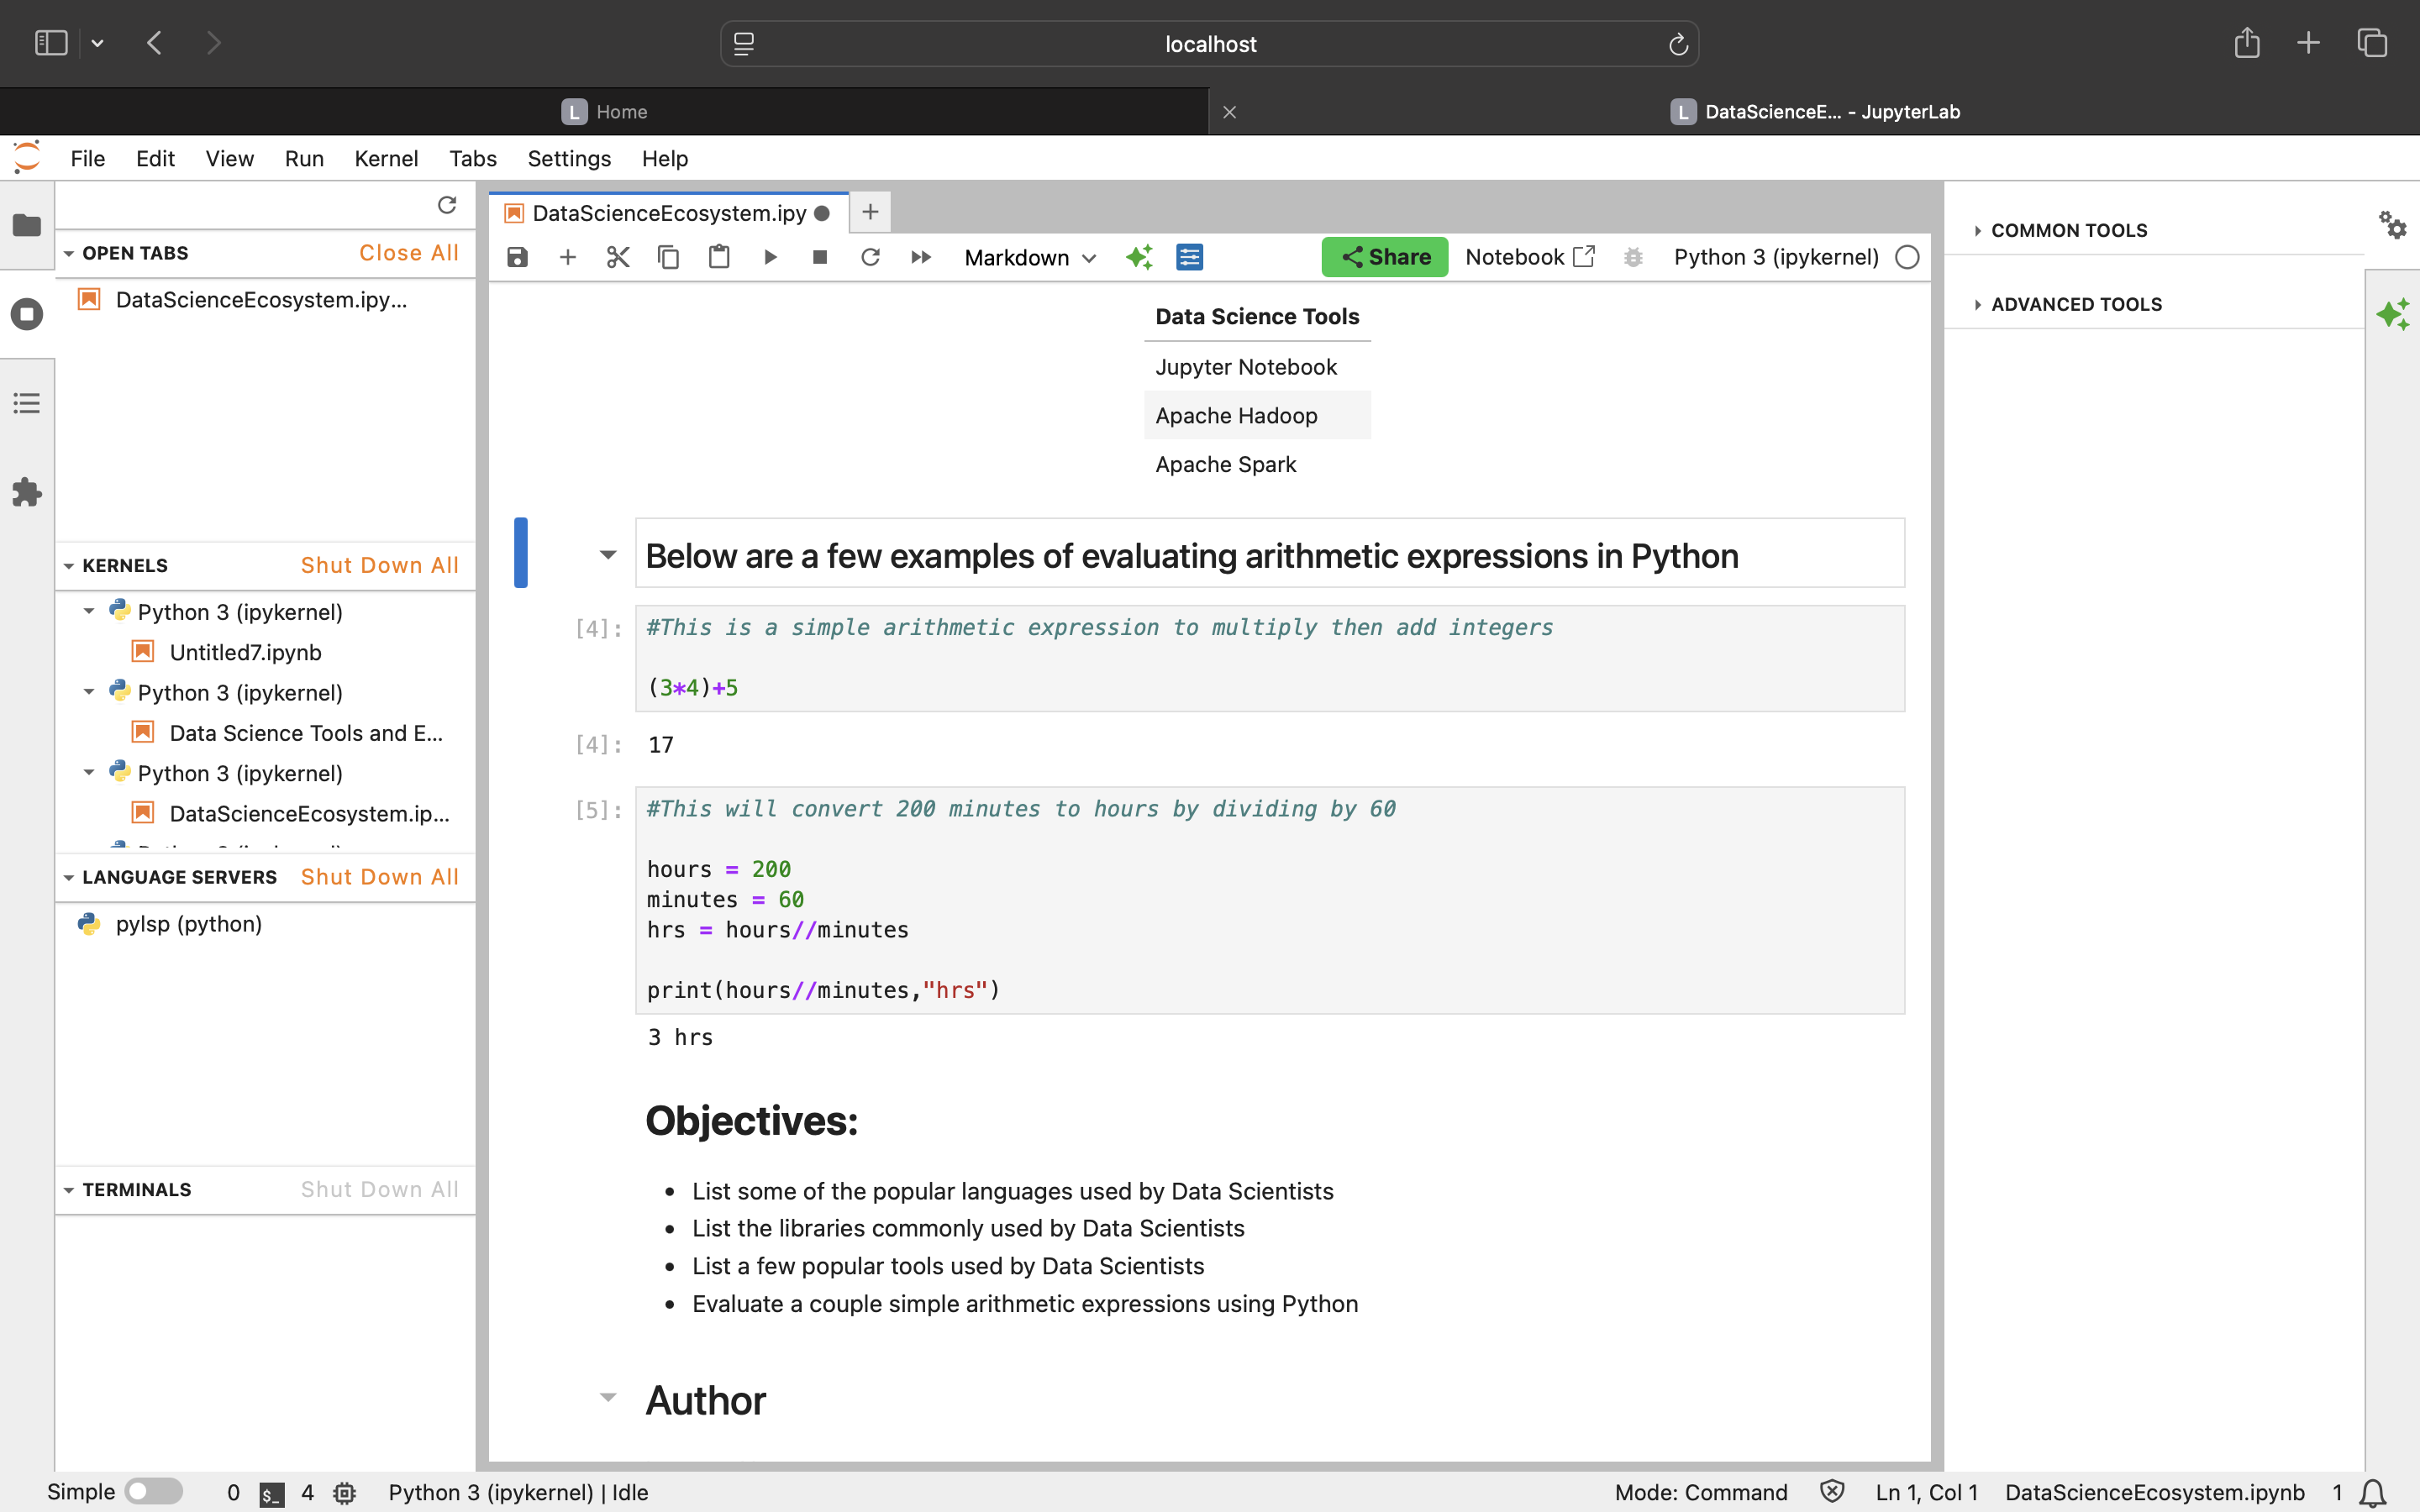 localhost
L Home
L DataScienceE... - JupyterLab
File Edit View Run Kernel Tabs Settings Help
OPEN TABS Close All
DataScienceEcosystem.ipy...
KERNELS Shut Down All
Python 3 (ipykernel)
Untitled7.ipynb
Python 3 (ipykernel)
Data Science Tools and E...
Python 3 (ipykernel)
DataScienceEcosystem.ip...
LANGUAGE SERVERS Shut Down All
pylsp (python)
TERMINALS Shut Down All
DataScienceEcosystem.ipy
Markdown Share Notebook Python 3 (ipykernel)
Data Science Tools
Jupyter Notebook
Apache Hadoop
Apache Spark
Below are a few examples of evaluating arithmetic expressions in Python
[4]: #This is a simple arithmetic expression to multiply then add integers
(3*4)+5
[4]: 17
[5]: #This will convert 200 minutes to hours by dividing by 60
hours = 200
minutes = 60
hrs = hours//minutes
print(hours//minutes,"hrs")
3 hrs
Objectives:
• List some of the popular languages used by Data Scientists
• List the libraries commonly used by Data Scientists
• List a few popular tools used by Data Scientists
• Evaluate a couple simple arithmetic expressions using Python
Author
COMMON TOOLS
ADVANCED TOOLS
Simple 0 $_ 4 Python 3 (ipykernel) | Idle Mode: Command Ln 1, Col 1 DataScienceEcosystem.ipynb 1